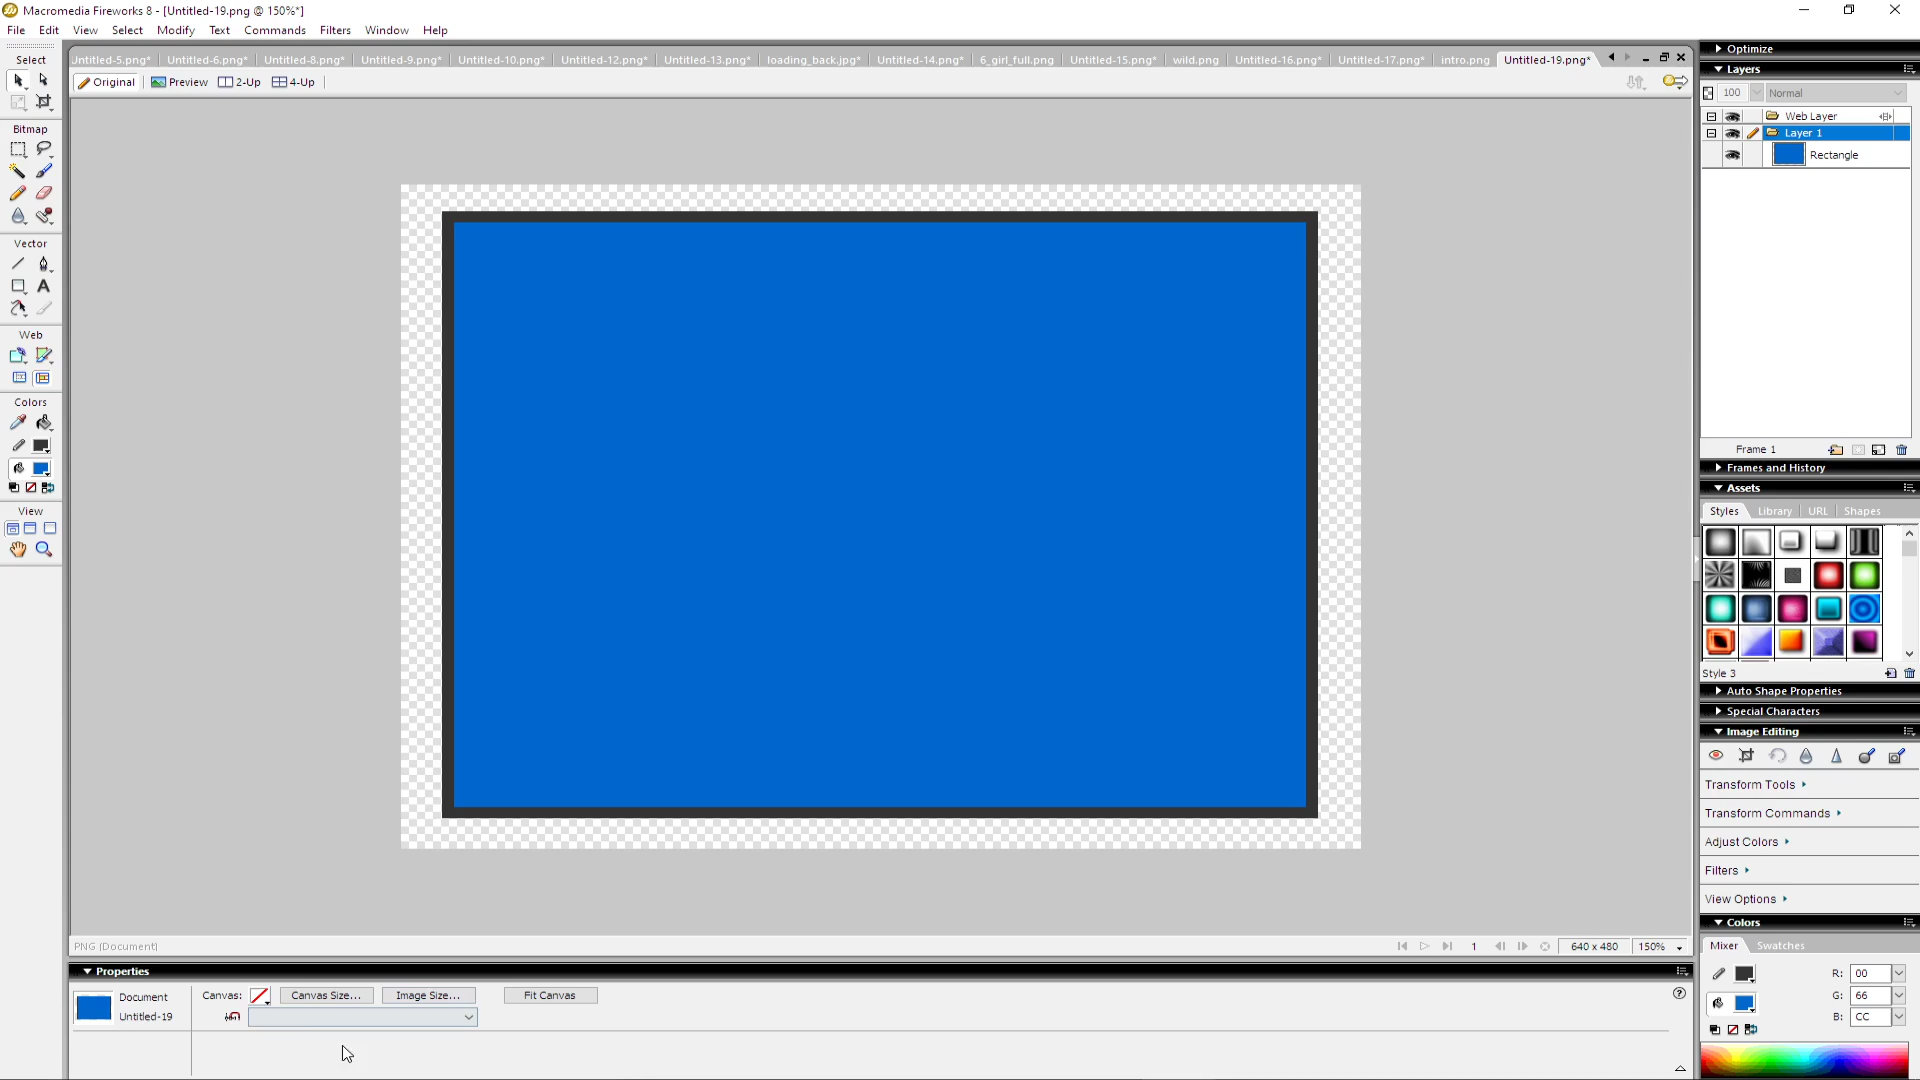 Macromedia Fireworks 8 - [Untitled-19.png @ 150%*]
File Edit View Select Modify Text Commands Filters Window Help
Select
Untitled-5.png* Untitled-6.png* Untitled-8.png* Untitled-9.png* Untitled-10.png* Untitled-12.png* Untitled-13.png* loading_back.jpg* Untitled-14.png* 6_girl_full.png Untitled-15.png* wild.png Untitled-16.png* Untitled-17.png* intro.png Untitled-19.png*
Original Preview 2-Up 4-Up
Bitmap
Vector
Web
Colors
View
Optimize
Layers
100 Normal
Web Layer
Layer 1
Rectangle
Frame 1
Frames and History
Assets
Styles Library URL Shapes
Style 3
Auto Shape Properties
Special Characters
Image Editing
Transform Tools
Transform Commands
Adjust Colors
Filters
View Options
Colors
Mixer Swatches
R: 00
G: 66
B: CC
PNG (Document) 1 640 x 480 150%
Properties
Document
Untitled-19
Canvas: Canvas Size... Image Size... Fit Canvas